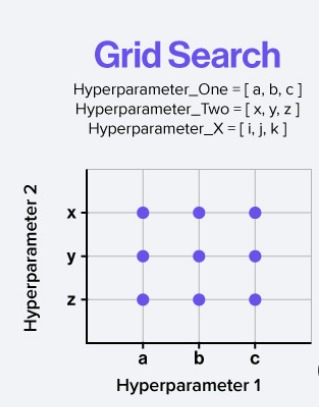 Grid Search
Hyperparameter_One = [ a, b, c ]
Hyperparameter_Two = [ x, y, z ]
Hyperparameter_X = [ i, j, k ]
Hyperparameter 2
x
y
z
a b c
Hyperparameter 1